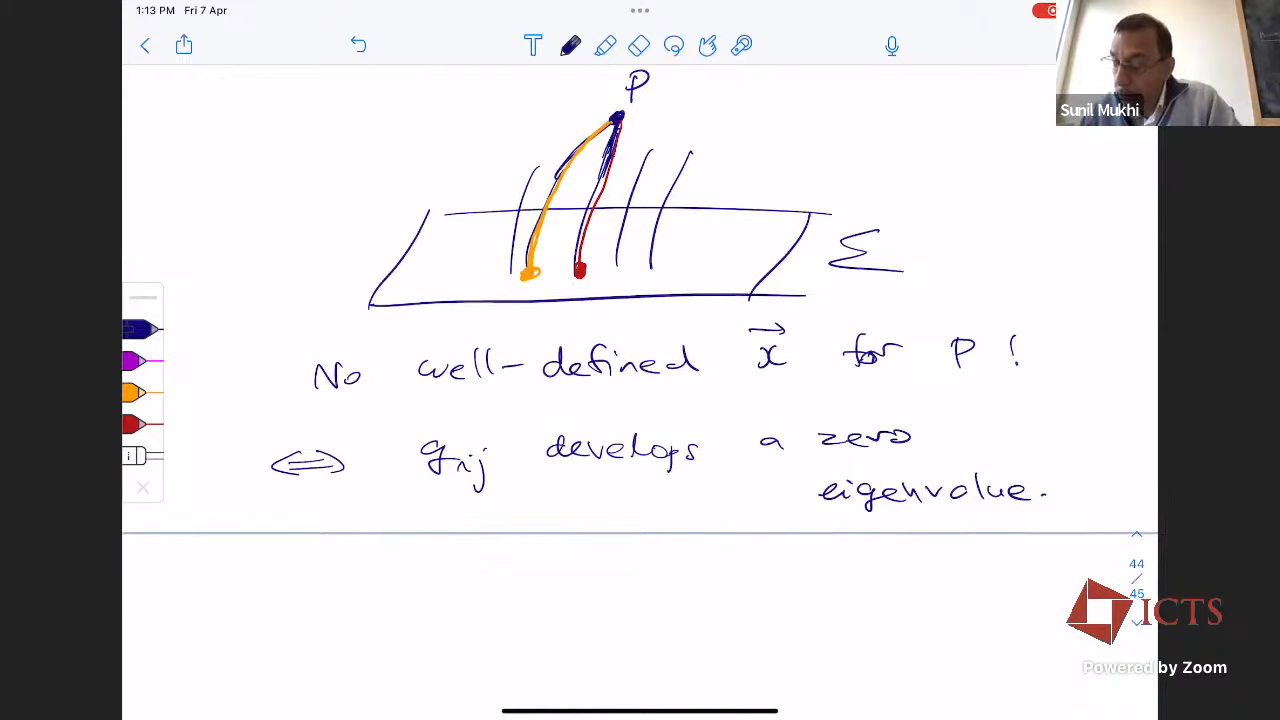 1:13 PM Fri 7 Apr
Sunil Mukhi
P
Σ
No well-defined x⃗ for P!
⟺ gij develops a zero
eigenvalue.
44
/
45
ICTS
Powered by Zoom